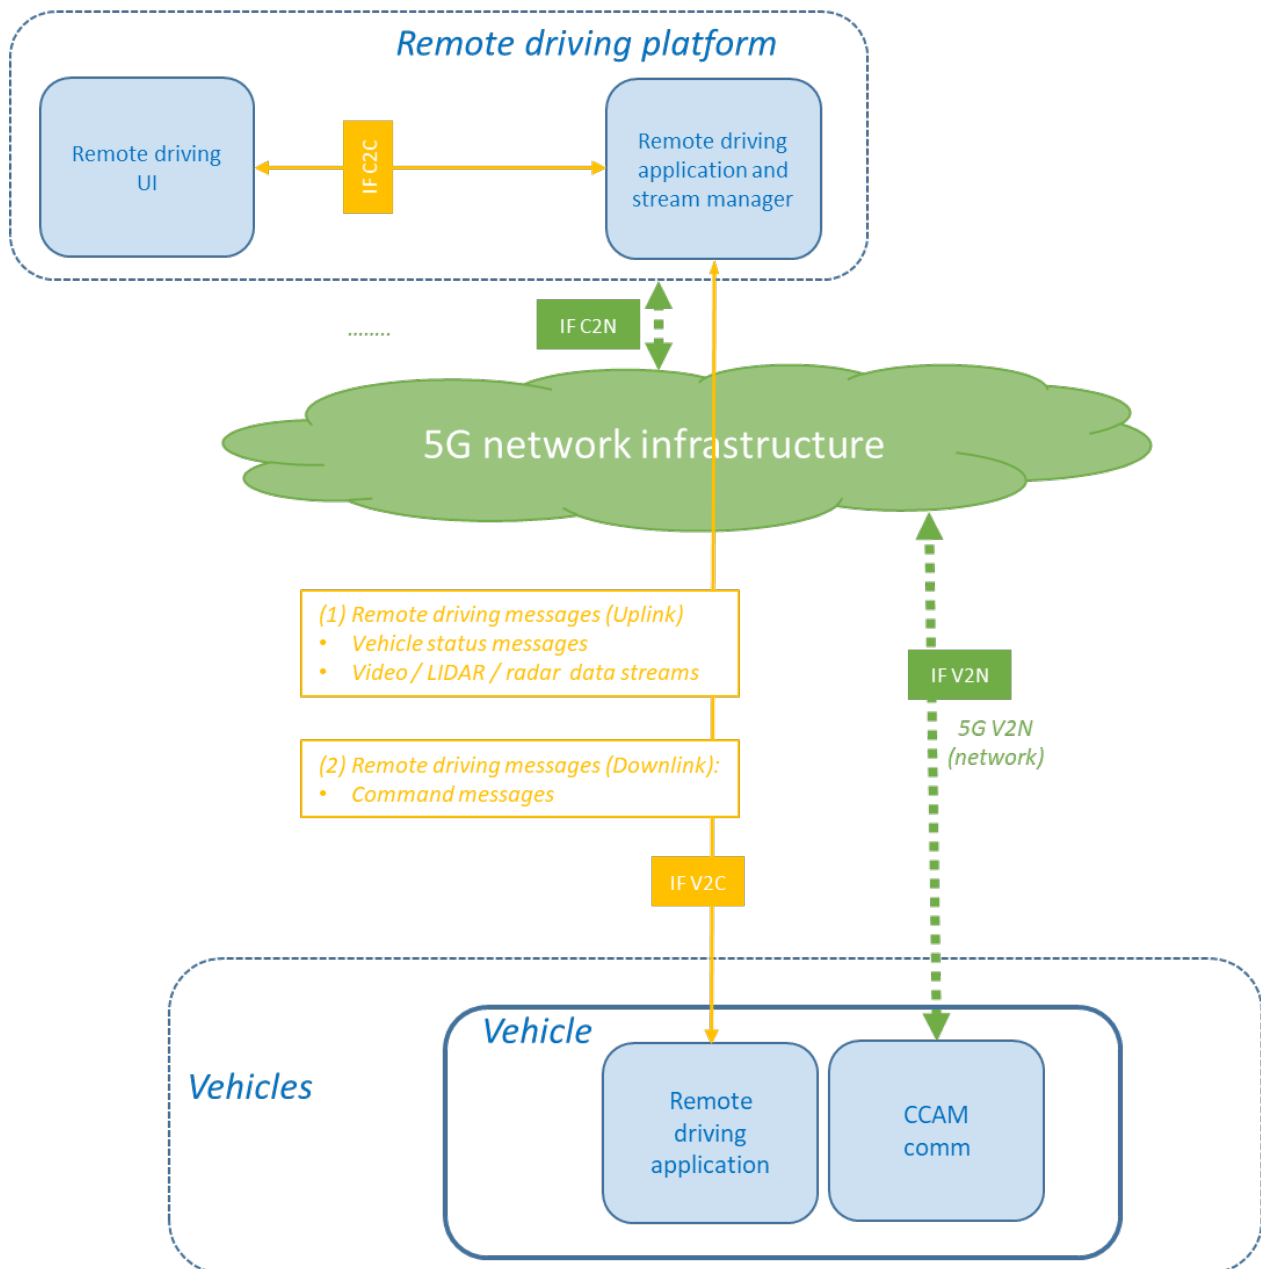 Remote driving platform
Remote driving
UI
IF C2C
Remote driving
application and
stream manager
........
IF C2N
5G network infrastructure
(1) Remote driving messages (Uplink)
• Vehicle status messages
• Video / LIDAR / radar data streams
IF V2N
5G V2N
(network)
(2) Remote driving messages (Downlink):
• Command messages
IF V2C
Vehicle
Vehicles
Remote
driving
application
CCAM
comm